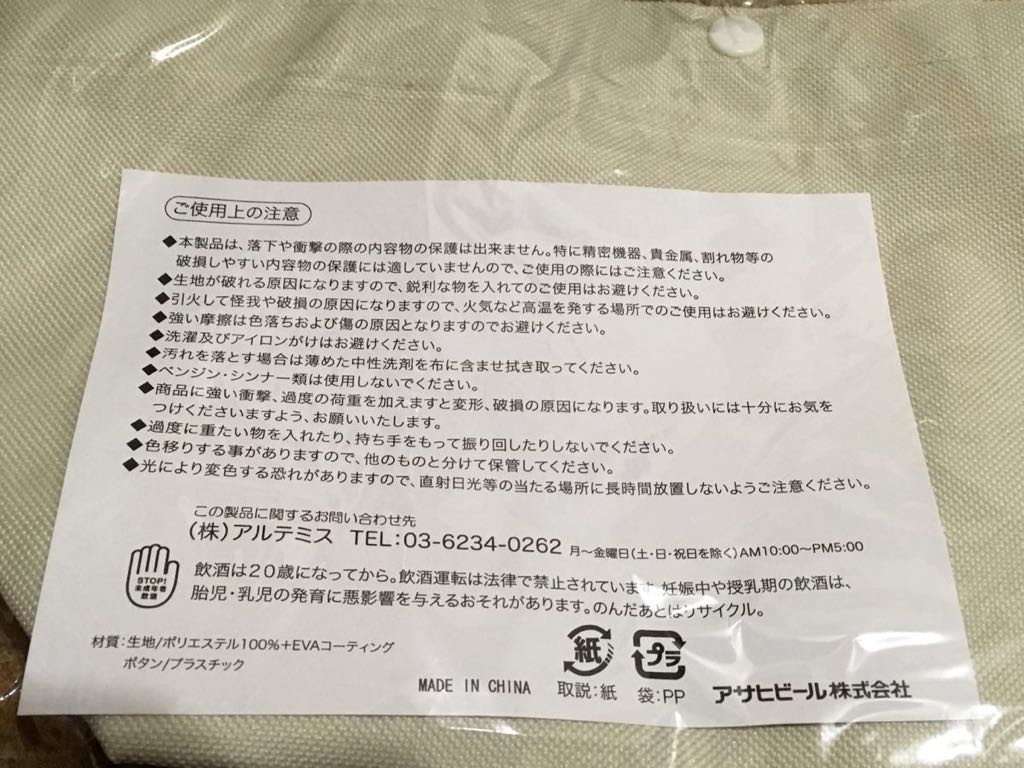 ご使用上の注意
◆本製品は、落下や衝撃の際の内容物の保護は出来ません。特に精密機器、貴金属、割れ物等の
破損しやすい内容物の保護には適していませんので、ご使用の際にはご注意ください。
◆生地が破れる原因になりますので、鋭利な物を入れてのご使用はお避けください。
◆引火して怪我や破損の原因になりますので、火気など高温を発する場所でのご使用はお避けください。
◆強い摩擦は色落ちおよび傷の原因となりますのでお避けください。
◆洗濯及びアイロンがけはお避けください。
◆汚れを落とす場合は薄めた中性洗剤を布に含ませ拭き取ってください。
◆ベンジン・シンナー類は使用しないでください。
◆商品に強い衝撃、過度の荷重を加えますと変形、破損の原因になります。取り扱いには十分にお気を
つけくださいますよう、お願いいたします。
◆過度に重たい物を入れたり、持ち手をもって振り回したりしないでください。
◆色移りする事がありますので、他のものと分けて保管してください。
◆光により変色する恐れがありますので、直射日光等の当たる場所に長時間放置しないようご注意ください。
この製品に関するお問い合わせ先
(株)アルテミス TEL:03-6234-0262 月~金曜日(土・日・祝日を除く)AM10:00~PM5:00
STOP!
未成年者
飲酒
飲酒は20歳になってから。飲酒運転は法律で禁止されています。妊娠中や授乳期の飲酒は、
胎児・乳児の発育に悪影響を与えるおそれがあります。のんだあとはリサイクル。
材質:生地/ポリエステル100%+EVAコーティング
ボタン/プラスチック
紙 プラ
MADE IN CHINA 取説:紙 袋:PP アサヒビール株式会社